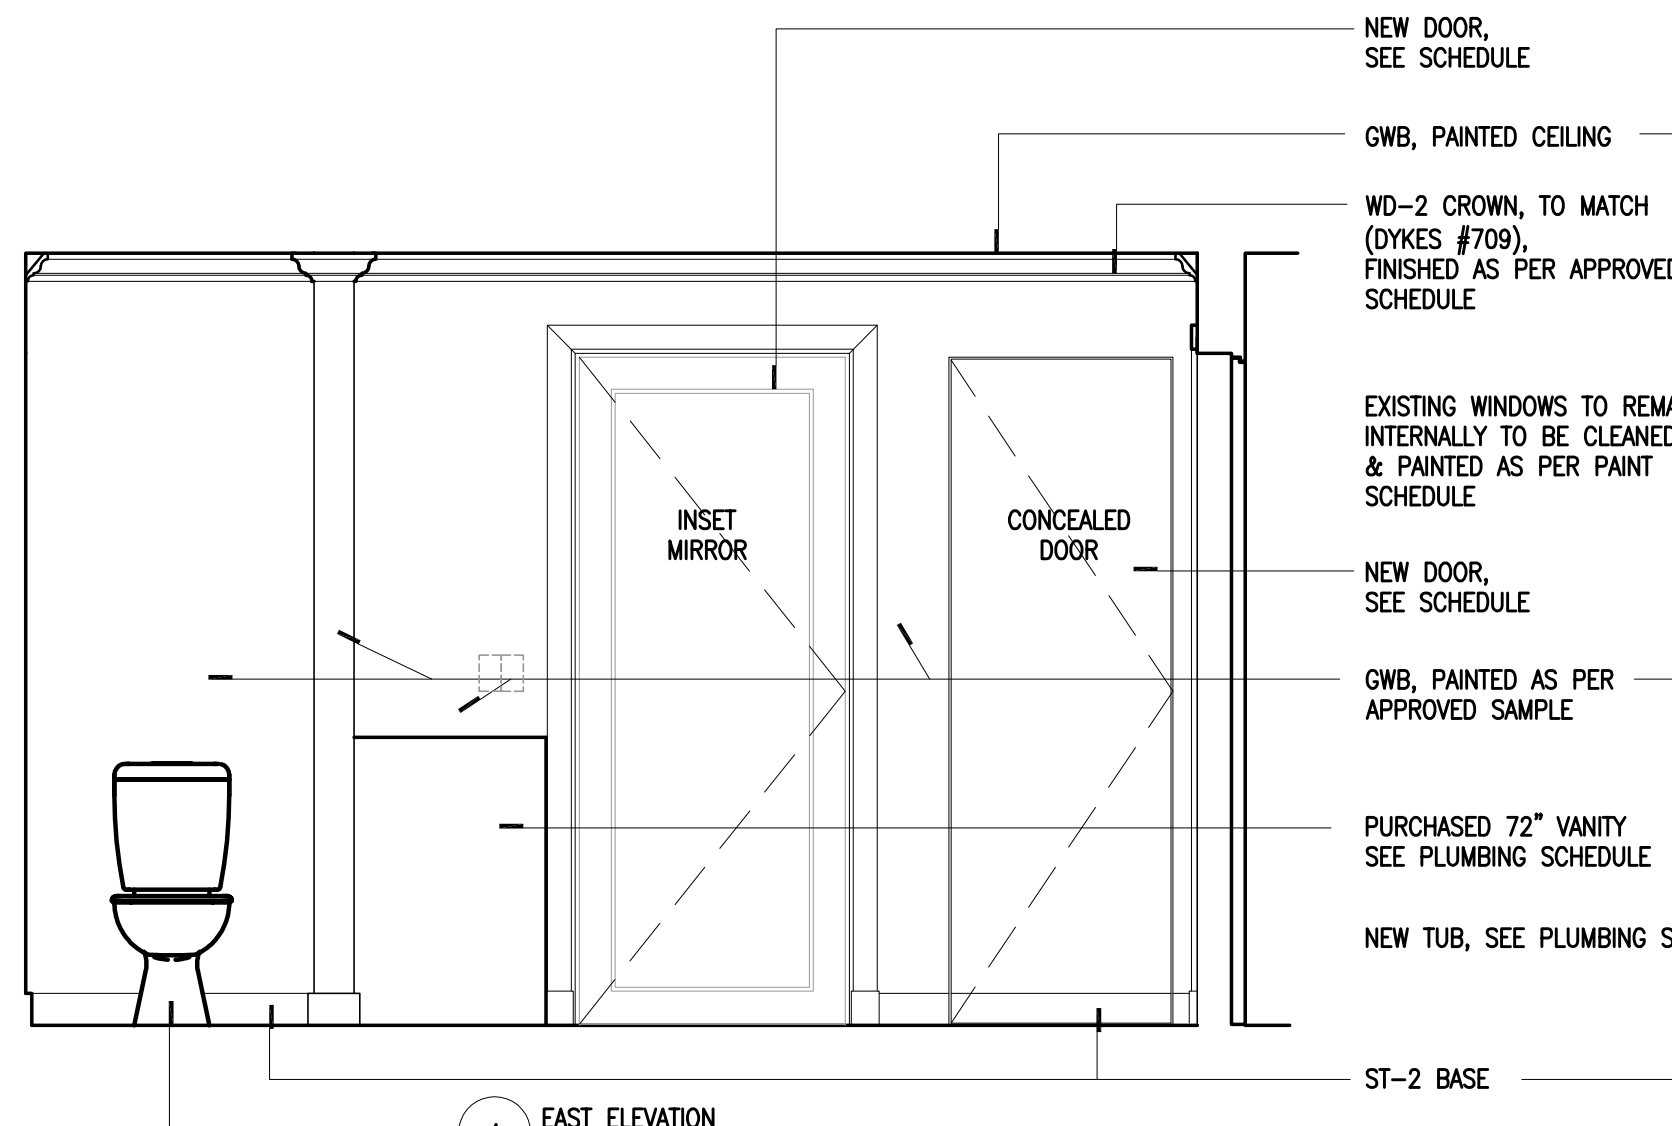 NEW DOOR,
SEE SCHEDULE
GWB, PAINTED CEILING
WD-2 CROWN, TO MATCH
(DYKES #709),
FINISHED AS PER APPROVED
SCHEDULE
EXISTING WINDOWS TO
INTERNALLY TO BE CLEANED
& PAINTED AS PER PAINT
SCHEDULE
INSET
MIRROR
CONCEALED
DOOR
NEW DOOR,
SEE SCHEDULE
GWB, PAINTED AS PER
APPROVED SAMPLE
PURCHASED 72" VANITY
SEE PLUMBING SCHEDULE
NEW TUB, SEE PLUMBING
ST-2 BASE
EAST ELEVATION